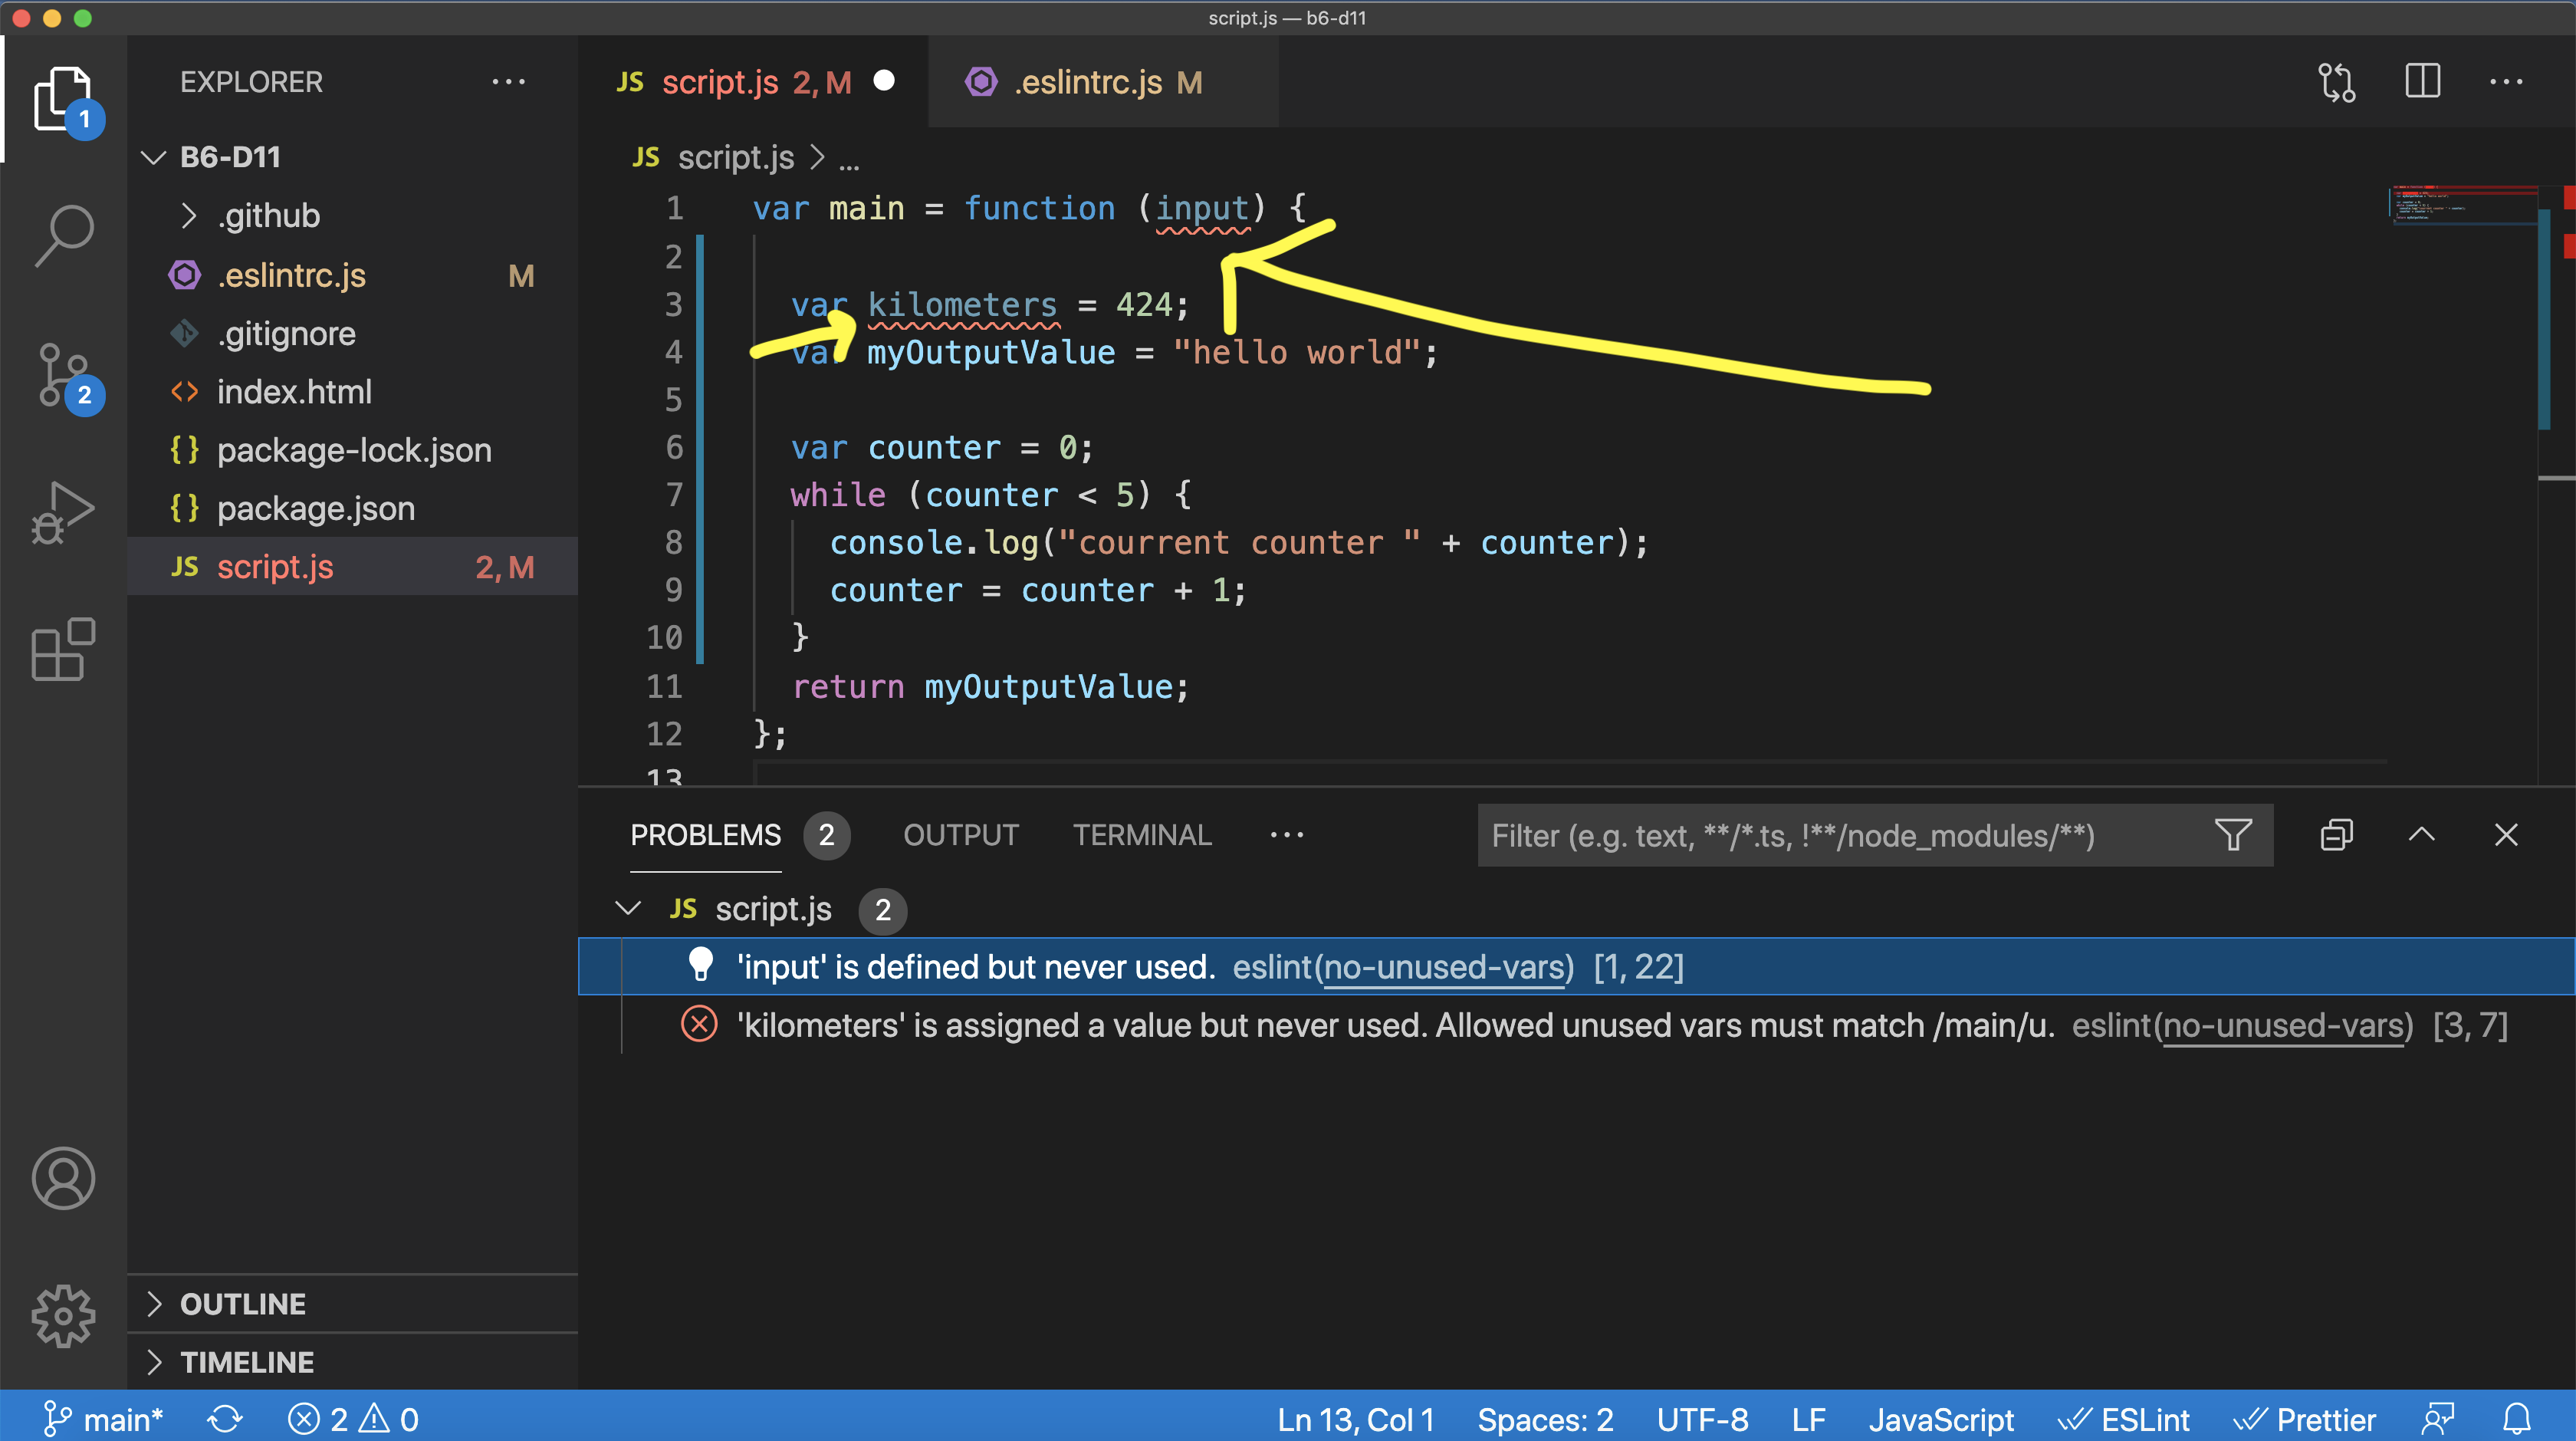 script.js — b6-d11
EXPLORER
1
B6-D11
.github
.eslintrc.js M
.gitignore
index.html
2
package-lock.json
package.json
JS script.js 2, M
OUTLINE
TIMELINE
JS script.js 2, M
.eslintrc.js M
JS script.js > ...
1 var main = function (input) {
2
3 var kilometers = 424;
4 var myOutputValue = "hello world";
5
6 var counter = 0;
7 while (counter < 5) {
8 console.log("courrent counter " + counter);
9 counter = counter + 1;
10 }
11 return myOutputValue;
12 };
13
PROBLEMS 2 OUTPUT TERMINAL ... Filter (e.g. text, **/*.ts, !**/node_modules/**)
JS script.js 2
'input' is defined but never used. eslint(no-unused-vars) [1, 22]
'kilometers' is assigned a value but never used. Allowed unused vars must match /main/u. eslint(no-unused-vars) [3, 7]
main* 2 0 Ln 13, Col 1 Spaces: 2 UTF-8 LF JavaScript ESLint Prettier